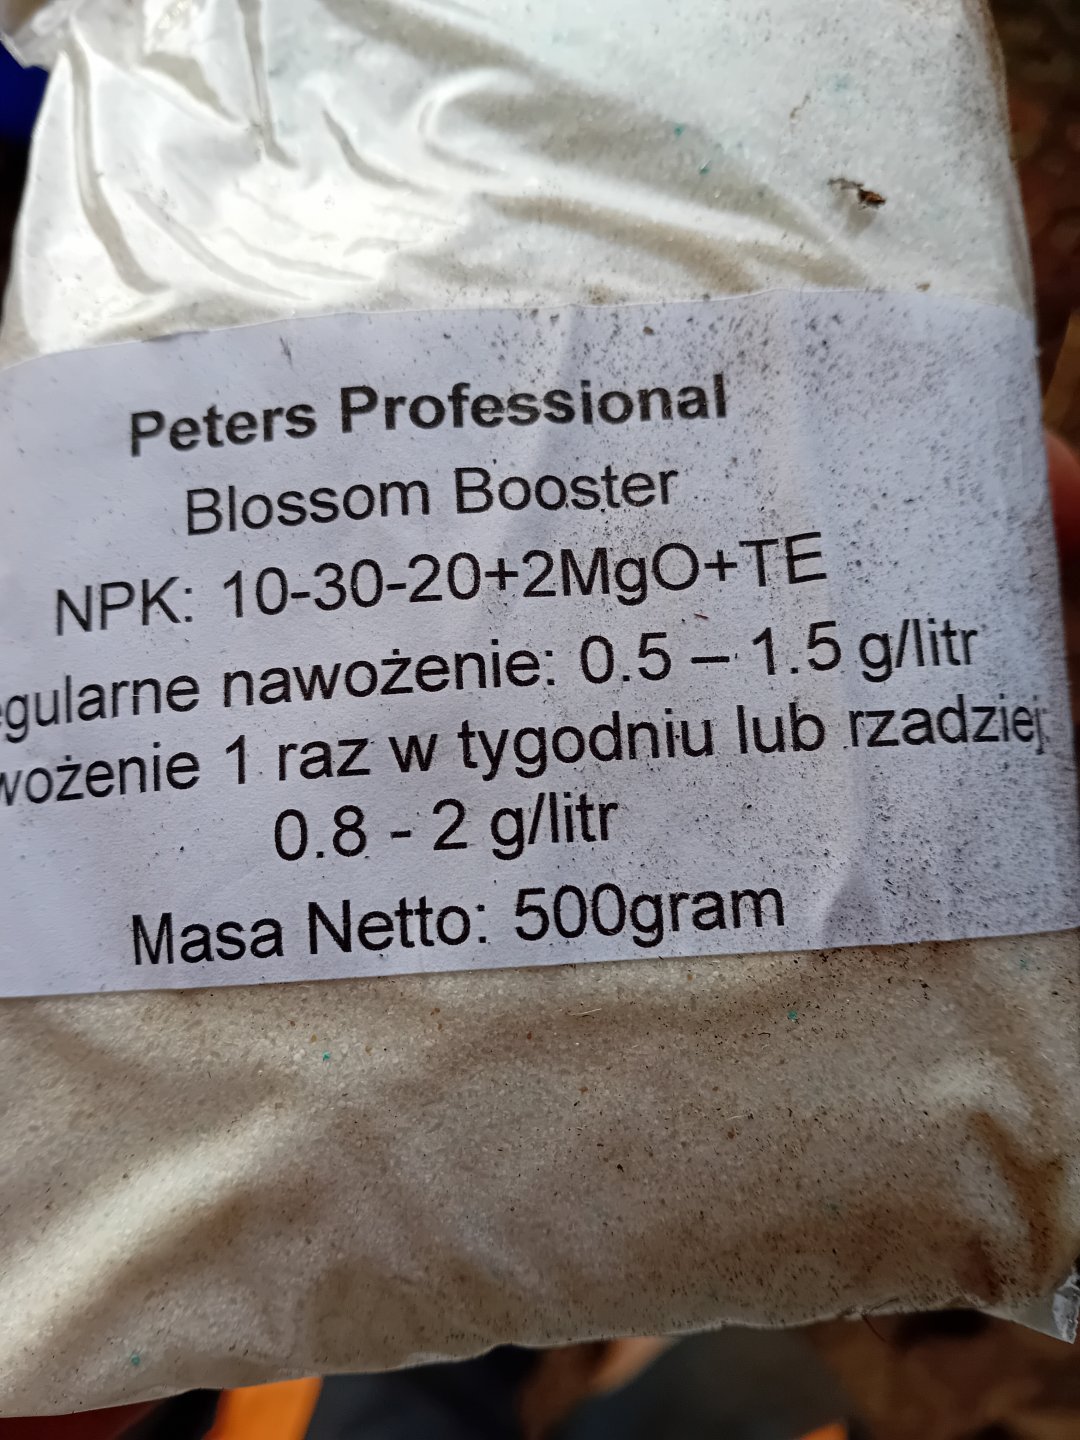 Peters Professional
Blossom Booster
NPK: 10-30-20+2MgO+TE
egularne nawożenie: 0.5 – 1.5 g/litr
wożenie 1 raz w tygodniu lub rzadziej:
0.8 - 2 g/litr
Masa Netto: 500gram